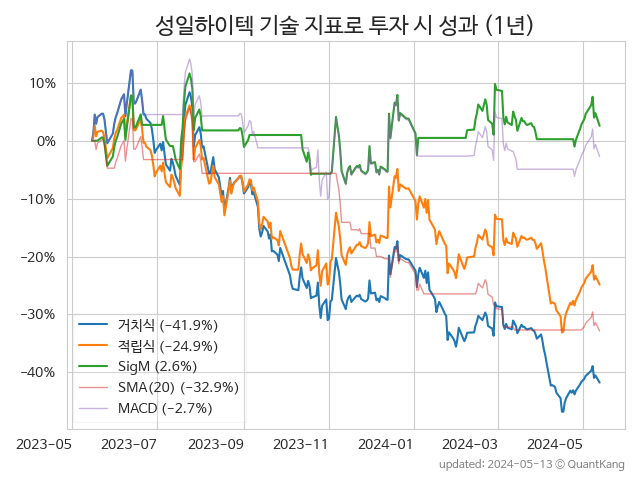 성일하이텍 기술 지표로 투자 시 성과 (1년)
10%
0%
−10%
−20%
−30%
−40%
거치식 (−41.9%)
적립식 (−24.9%)
SigM (2.6%)
SMA(20) (−32.9%)
MACD (−2.7%)
2023-05 2023-07 2023-09 2023-11 2024-01 2024-03 2024-05
updated: 2024-05-13 © QuantKang